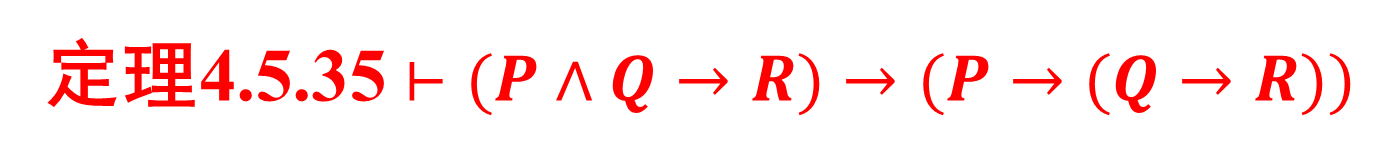 定理4.5.35 ⊢ (P ∧ Q → R) → (P → (Q → R))